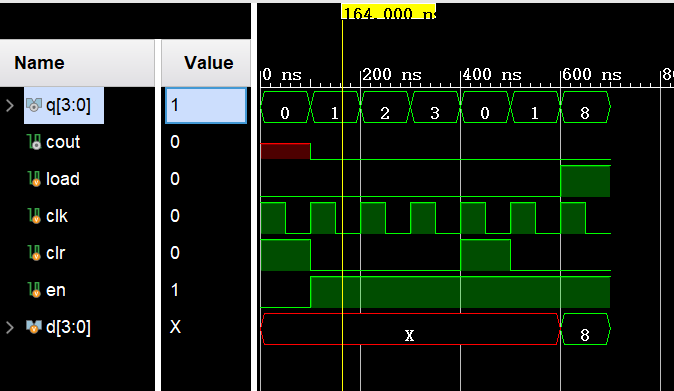 164.000 ns
Name Value
0 ns 200 ns 400 ns 600 ns
q[3:0] 1 0 1 2 3 0 1 8
cout 0
load 0
clk 0
clr 0
en 1
d[3:0] X X 8